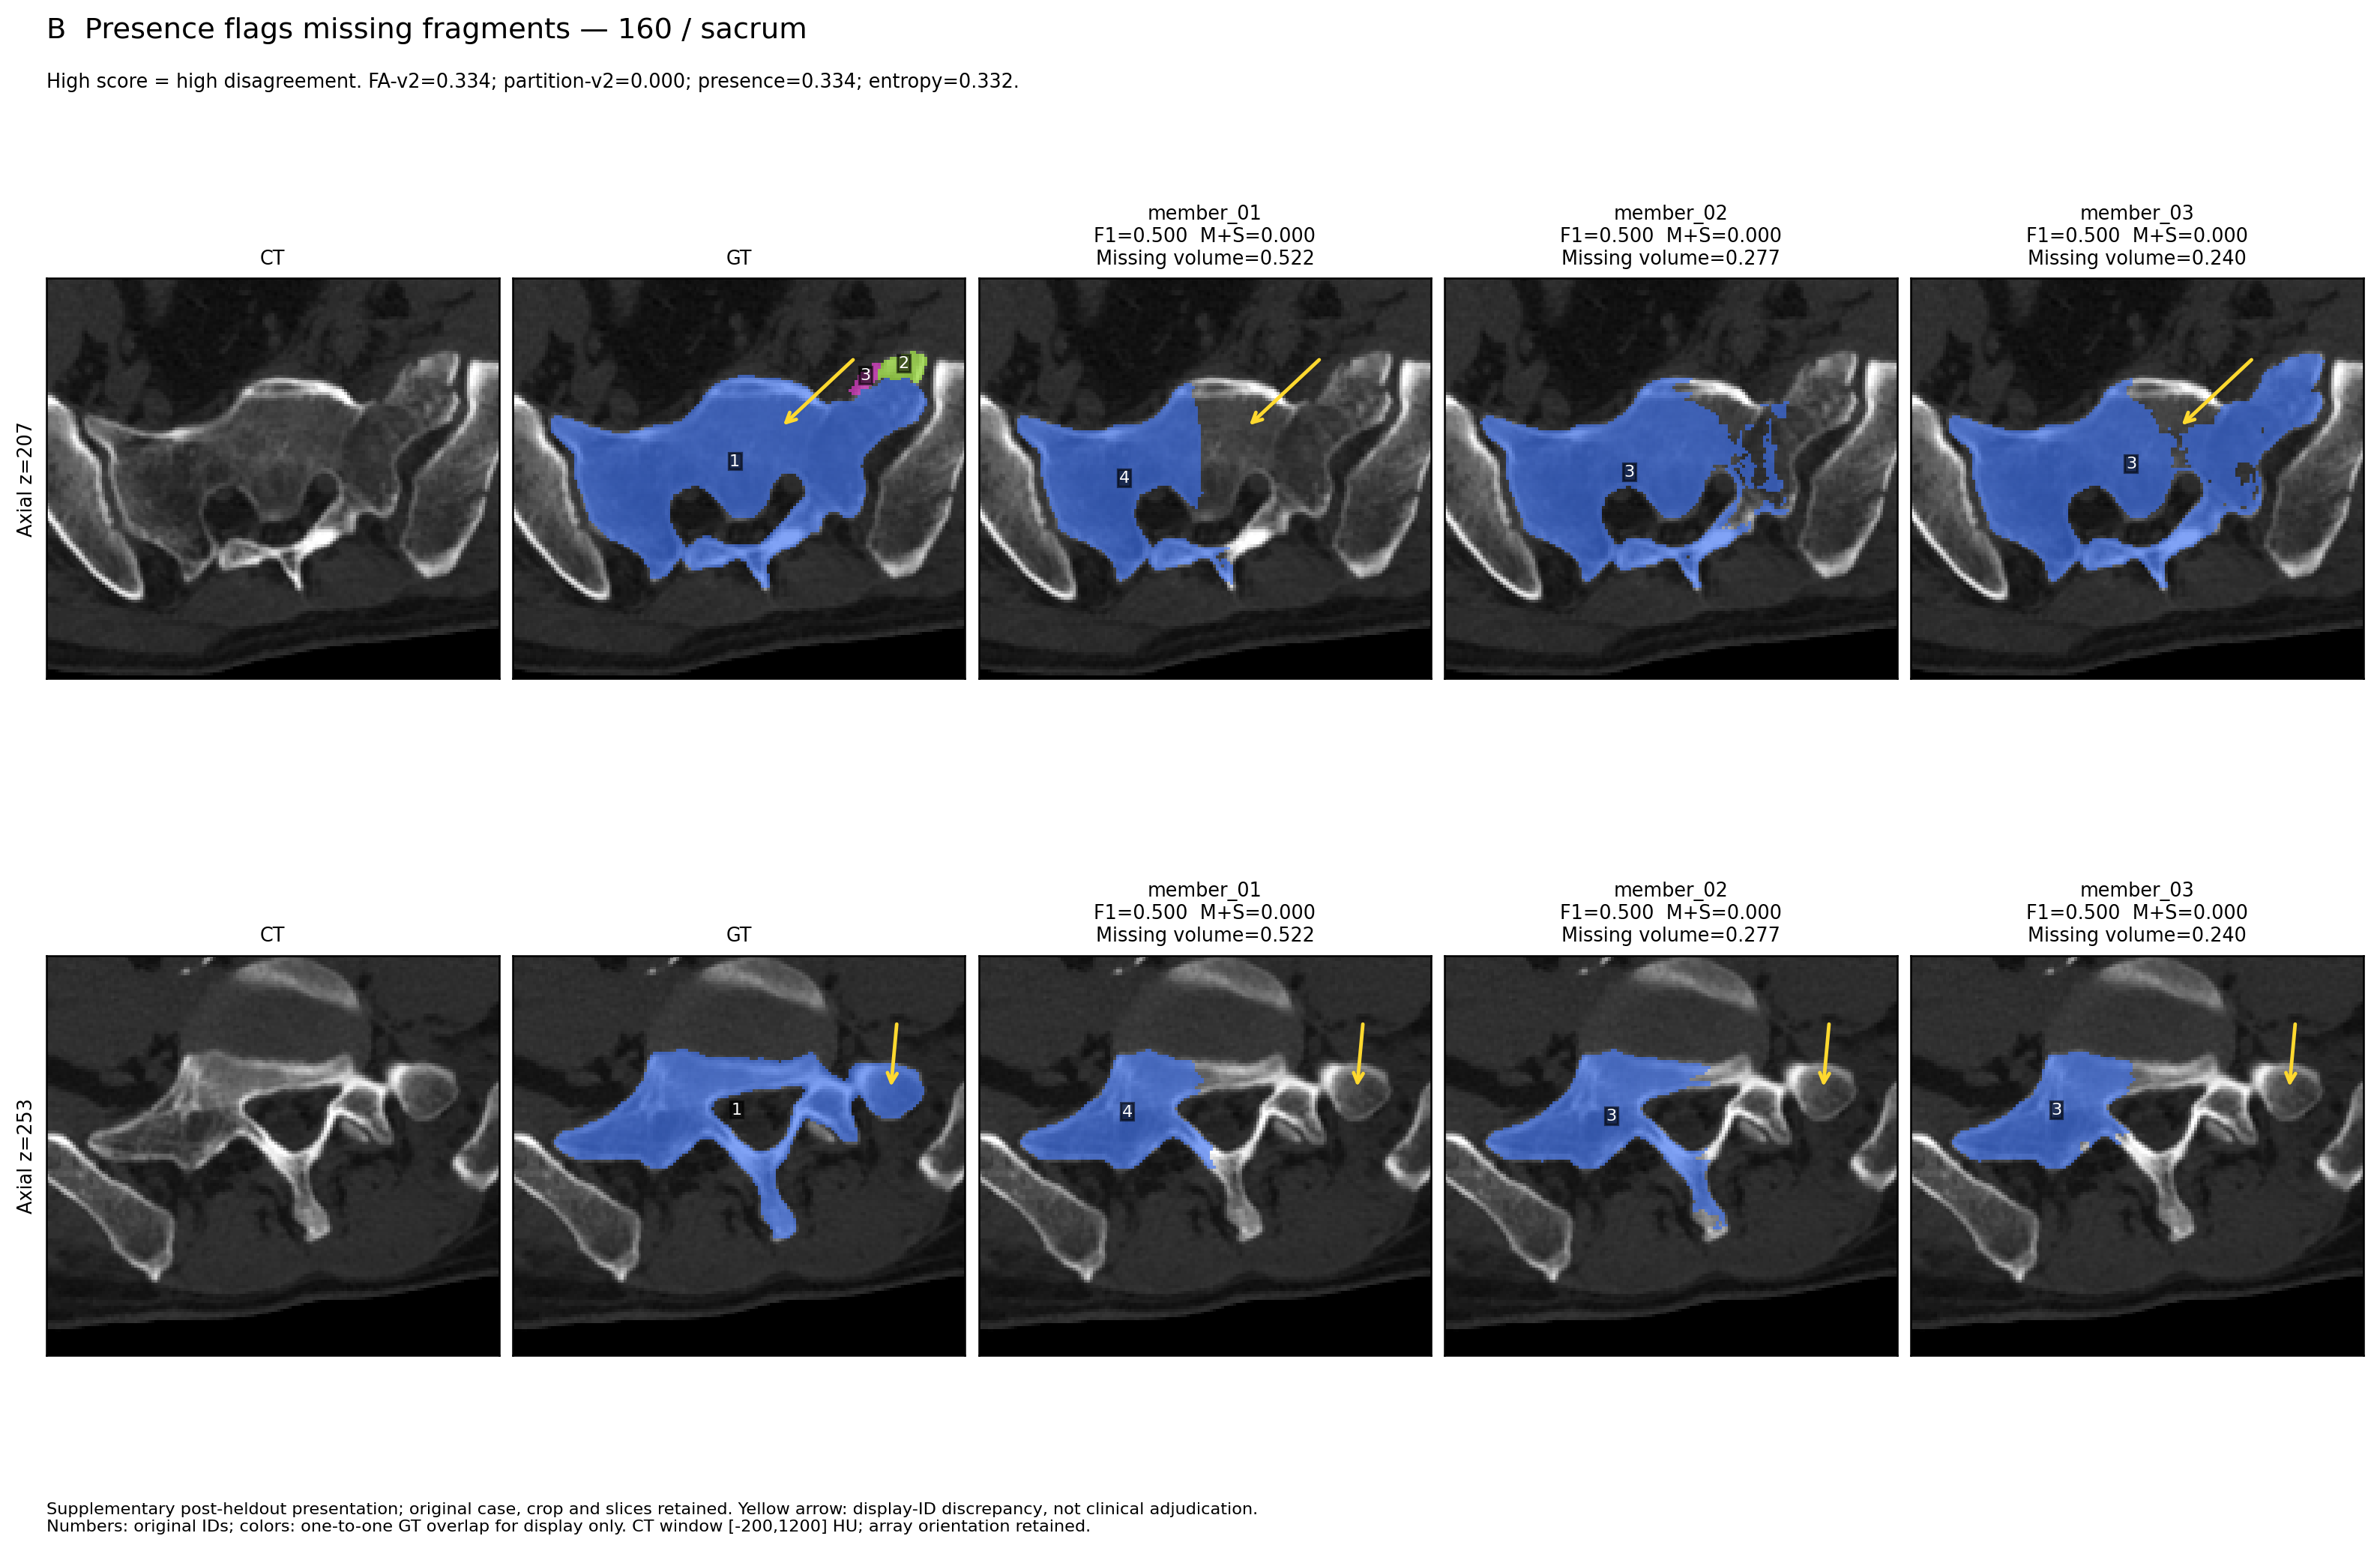 B  Presence flags missing fragments — 160 / sacrum
High score = high disagreement. FA-v2=0.334; partition-v2=0.000; presence=0.334; entropy=0.332.
CT
GT
member_01
F1=0.500  M+S=0.000
Missing volume=0.522
member_02
F1=0.500  M+S=0.000
Missing volume=0.277
member_03
F1=0.500  M+S=0.000
Missing volume=0.240
Axial z=207
1
3
2
4
3
3
CT
GT
member_01
F1=0.500  M+S=0.000
Missing volume=0.522
member_02
F1=0.500  M+S=0.000
Missing volume=0.277
member_03
F1=0.500  M+S=0.000
Missing volume=0.240
Axial z=253
1
4
3
3
Supplementary post-heldout presentation; original case, crop and slices retained. Yellow arrow: display-ID discrepancy, not clinical adjudication.
Numbers: original IDs; colors: one-to-one GT overlap for display only. CT window [-200,1200] HU; array orientation retained.